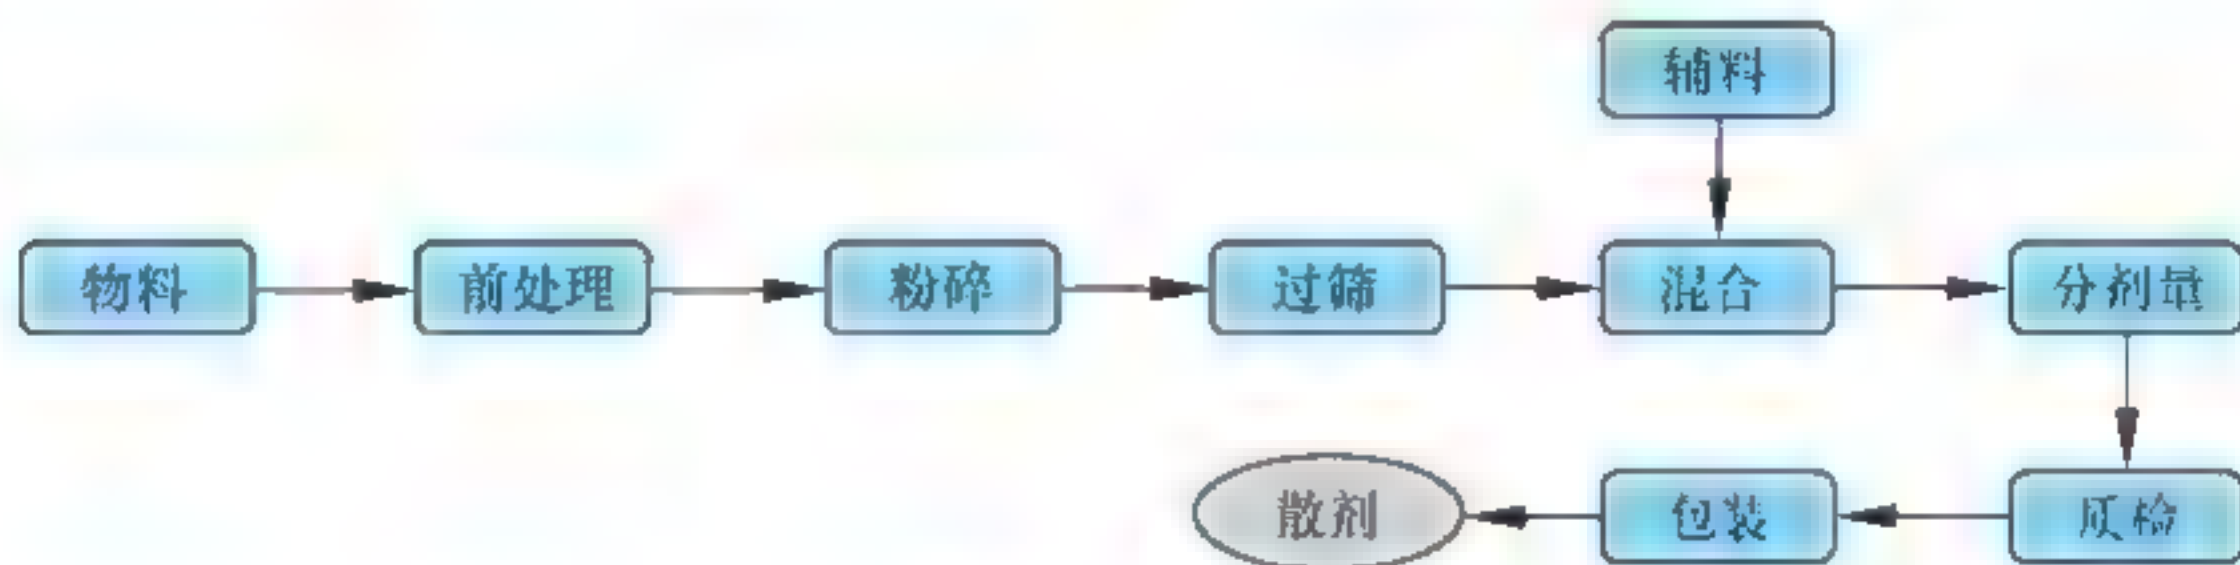 辅料
物料
前处理
粉碎
过筛
混合
分剂量
散剂
包装
质检